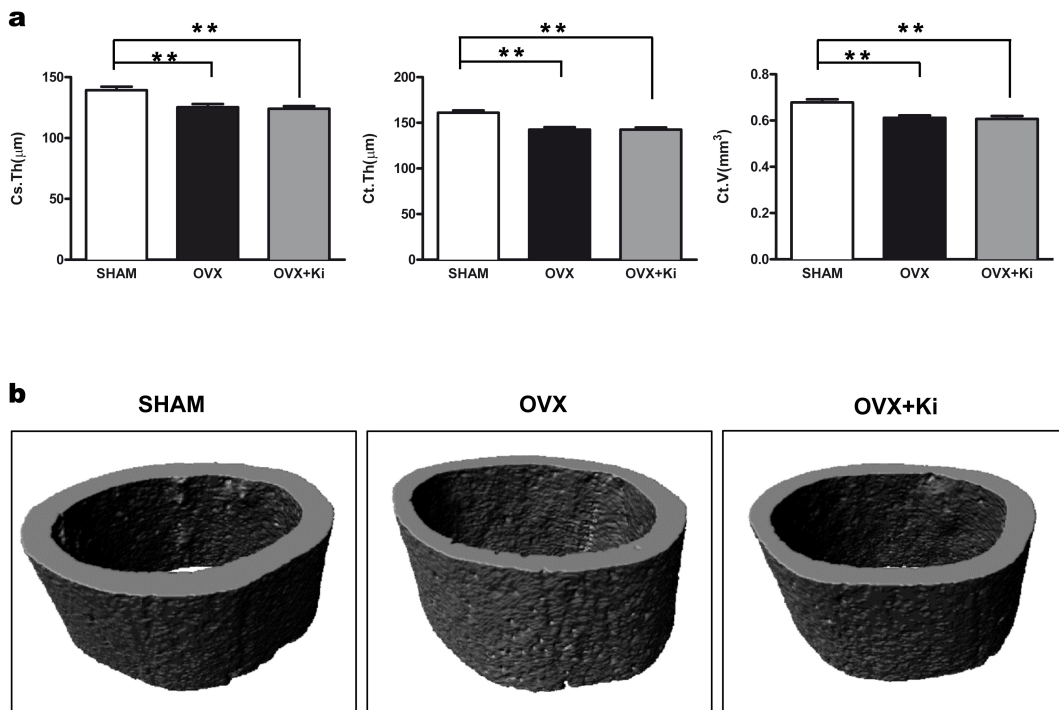 a
** ** **
** ** **
150
100
50
0
Cs.Th(μm)
SHAM OVX OVX+Ki
200
150
100
50
0
Ct.Th(μm)
SHAM OVX OVX+Ki
0.8
0.6
0.4
0.2
0.0
Ct.V(mm³)
SHAM OVX OVX+Ki
b
SHAM OVX OVX+Ki